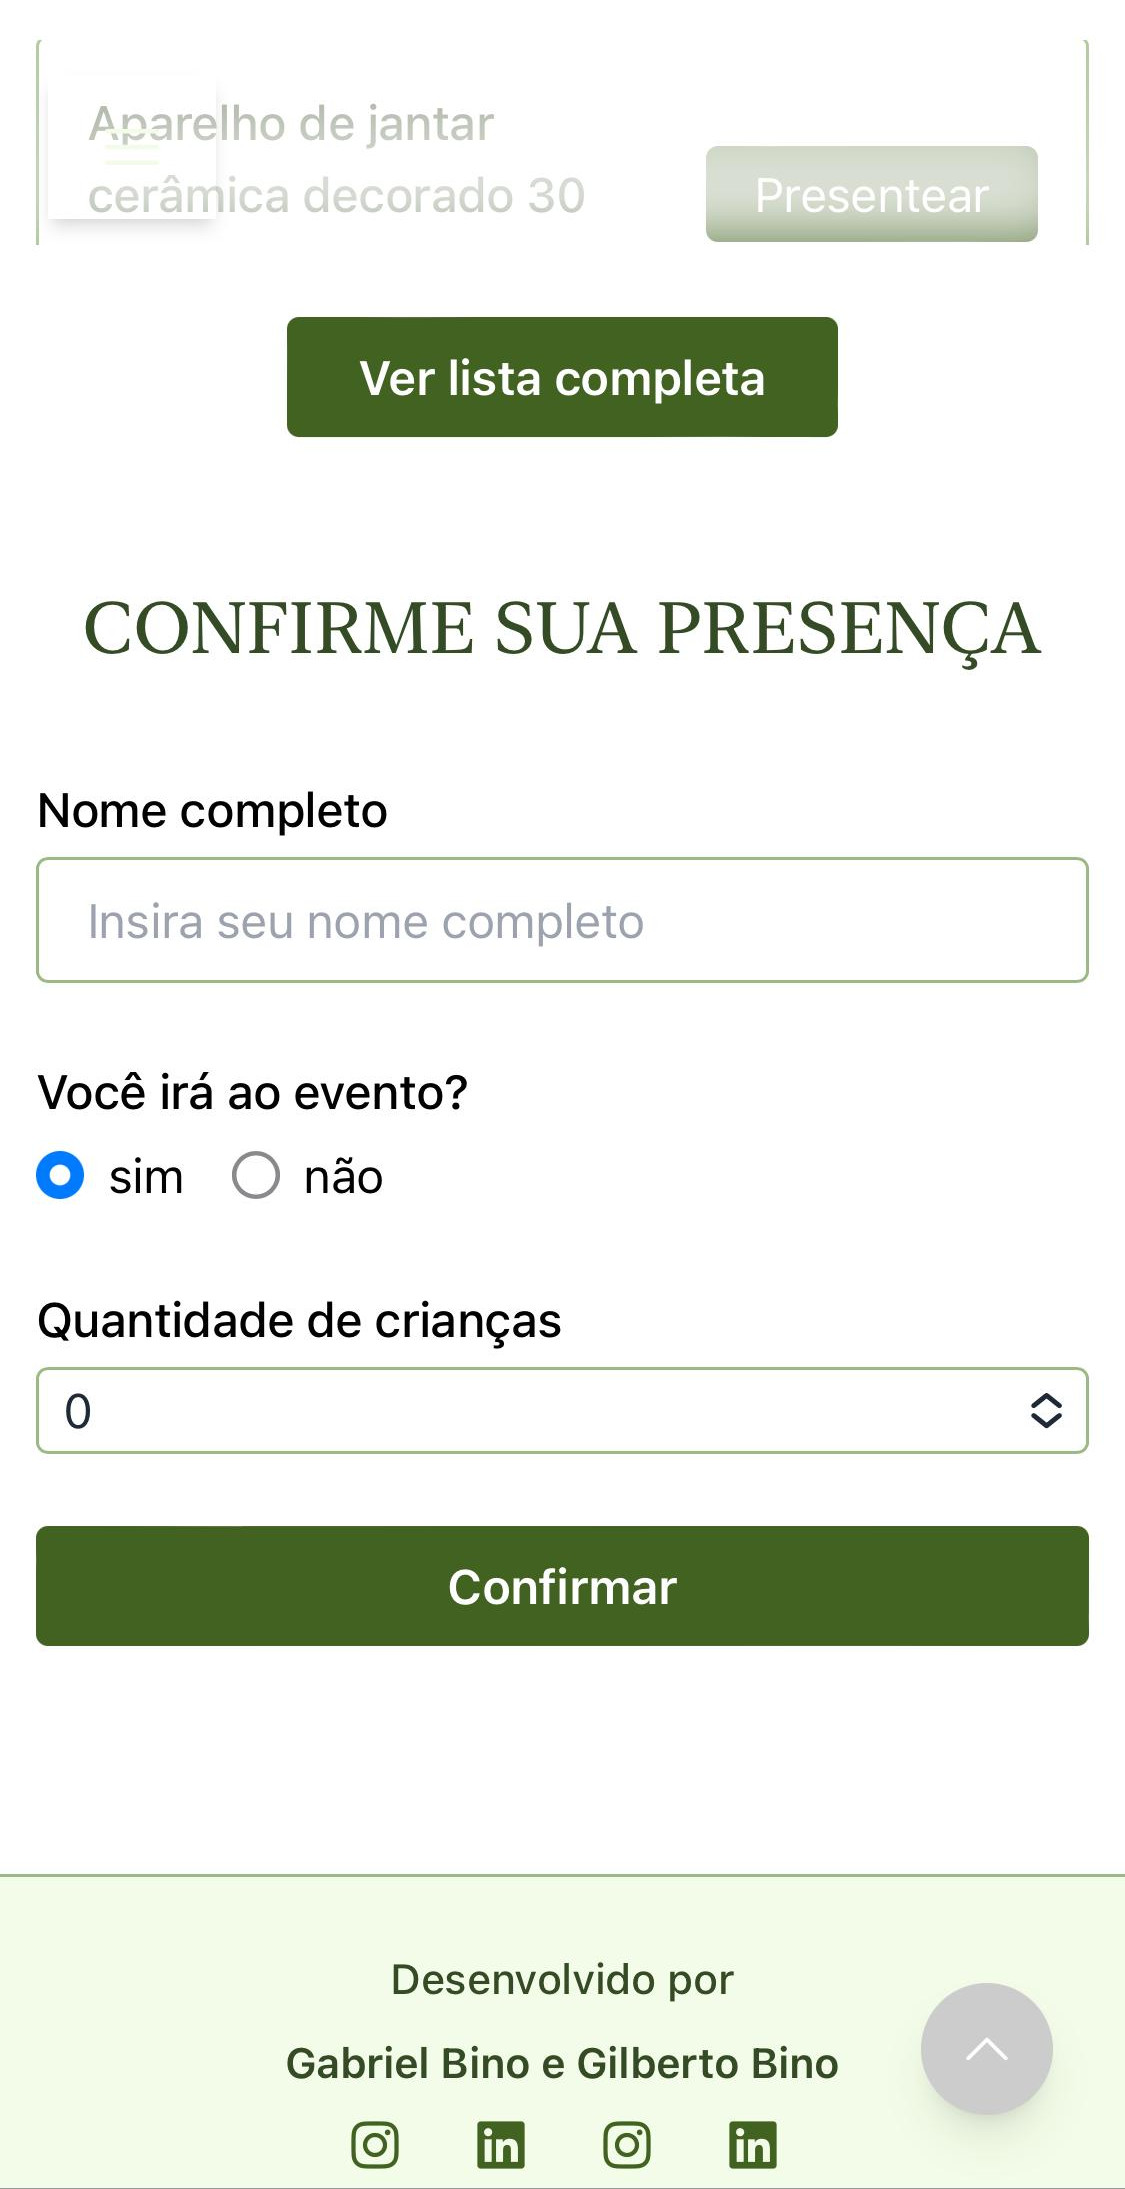 Aparelho de jantar
cerâmica decorado 30
Presentear
Ver lista completa
CONFIRME SUA PRESENÇA
Nome completo
Insira seu nome completo
Você irá ao evento?
sim não
Quantidade de crianças
0
Confirmar
Desenvolvido por
Gabriel Bino e Gilberto Bino